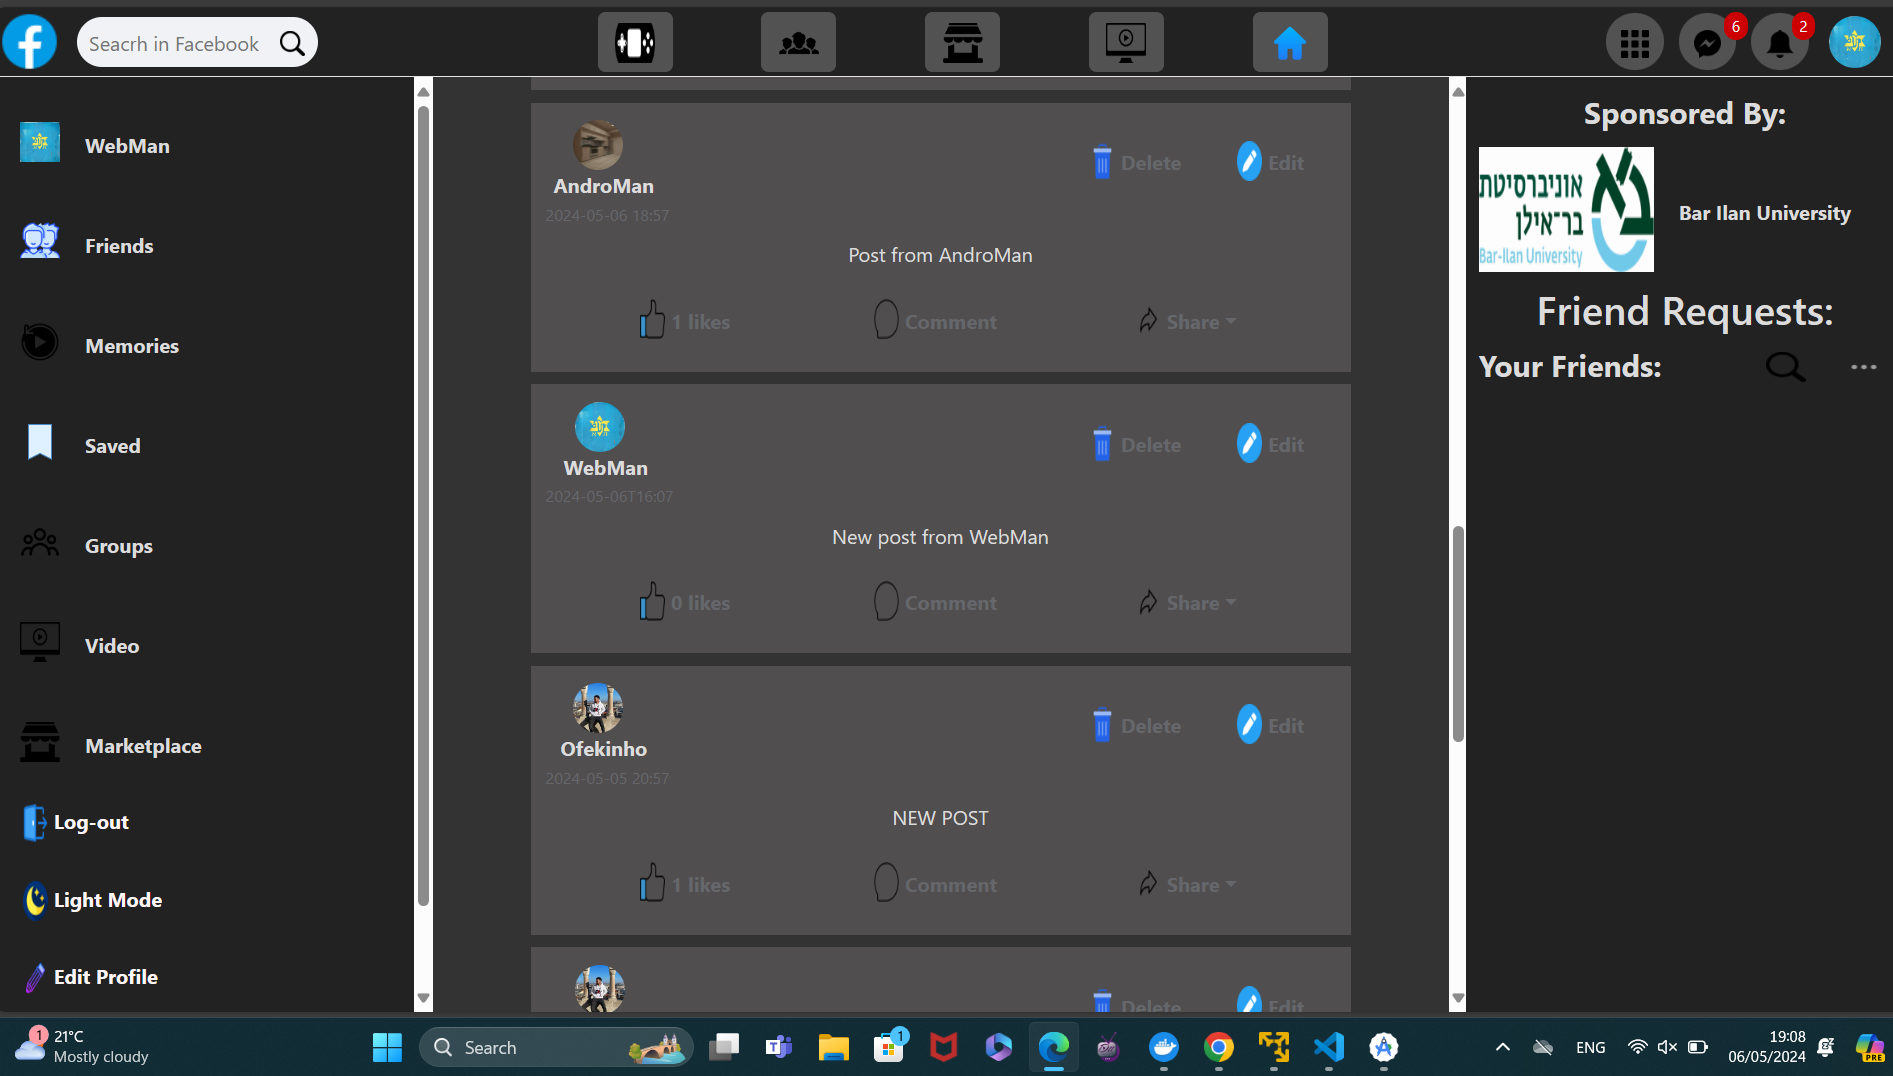 Seacrh in Facebook
6
2
WebMan
Friends
Memories
Saved
Groups
Video
Marketplace
Log-out
Light Mode
Edit Profile
AndroMan
2024-05-06 18:57
Delete
Edit
Post from AndroMan
1 likes
Comment
Share
WebMan
2024-05-06T16:07
Delete
Edit
New post from WebMan
0 likes
Comment
Share
Ofekinho
2024-05-05 20:57
Delete
Edit
NEW POST
1 likes
Comment
Share
Delete
Edit
Sponsored By:
אוניברסיטת
בר־אילן
Bar-Ilan University
Bar Ilan University
Friend Requests:
Your Friends:
1
21°C
Mostly cloudy
Search
1
ENG
19:08
06/05/2024
PRE